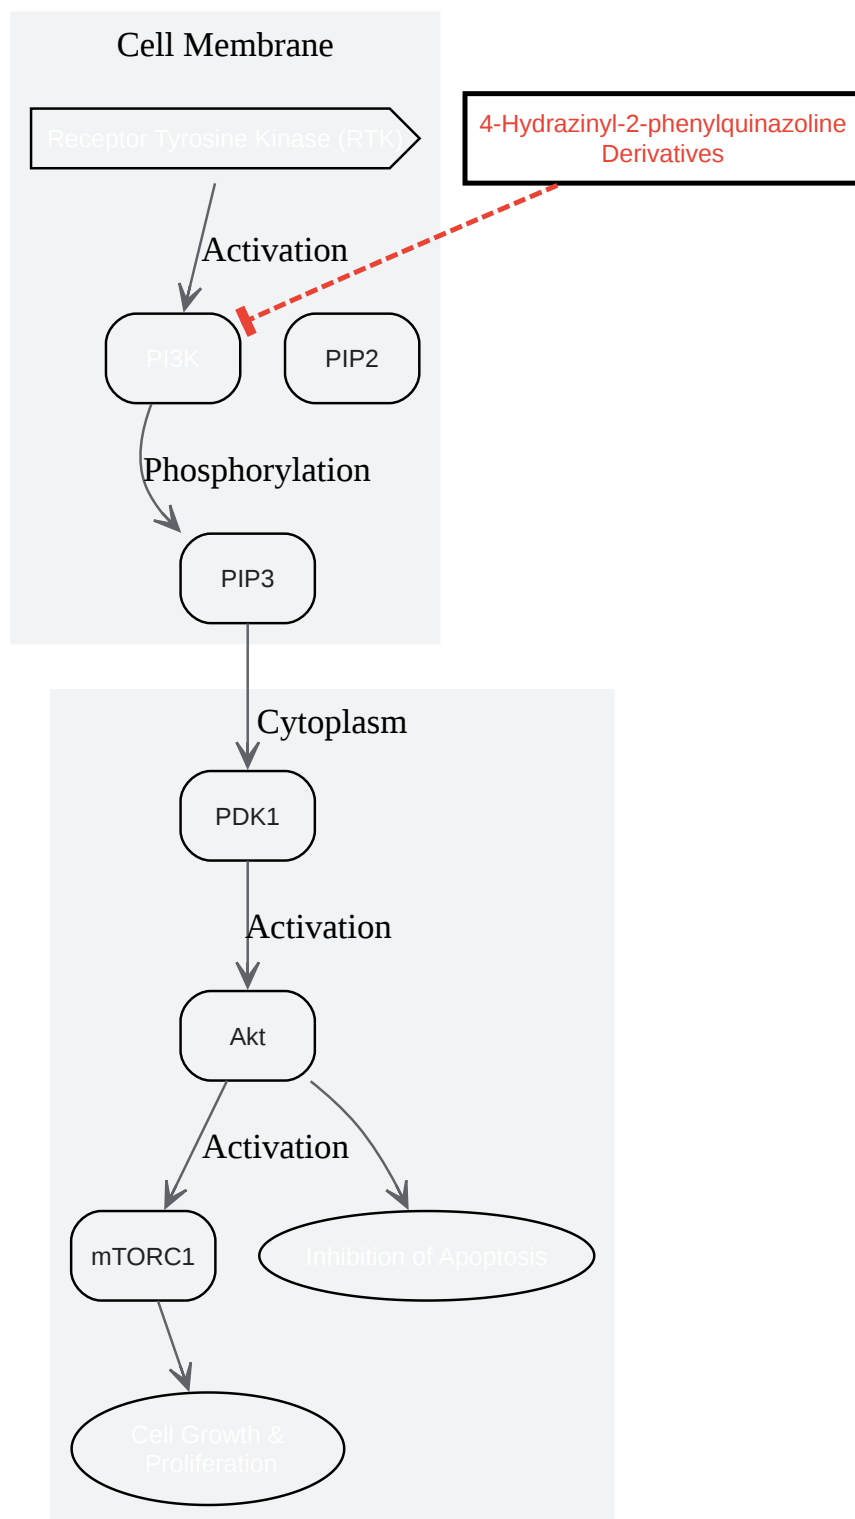 Cell Membrane
Receptor Tyrosine Kinase (RTK)
4-Hydrazinyl-2-phenylquinazoline
Derivatives
Activation
PI3K
PIP2
Phosphorylation
PIP3
Cytoplasm
PDK1
Activation
Akt
Activation
mTORC1
Inhibition of Apoptosis
Cell Growth &
Proliferation